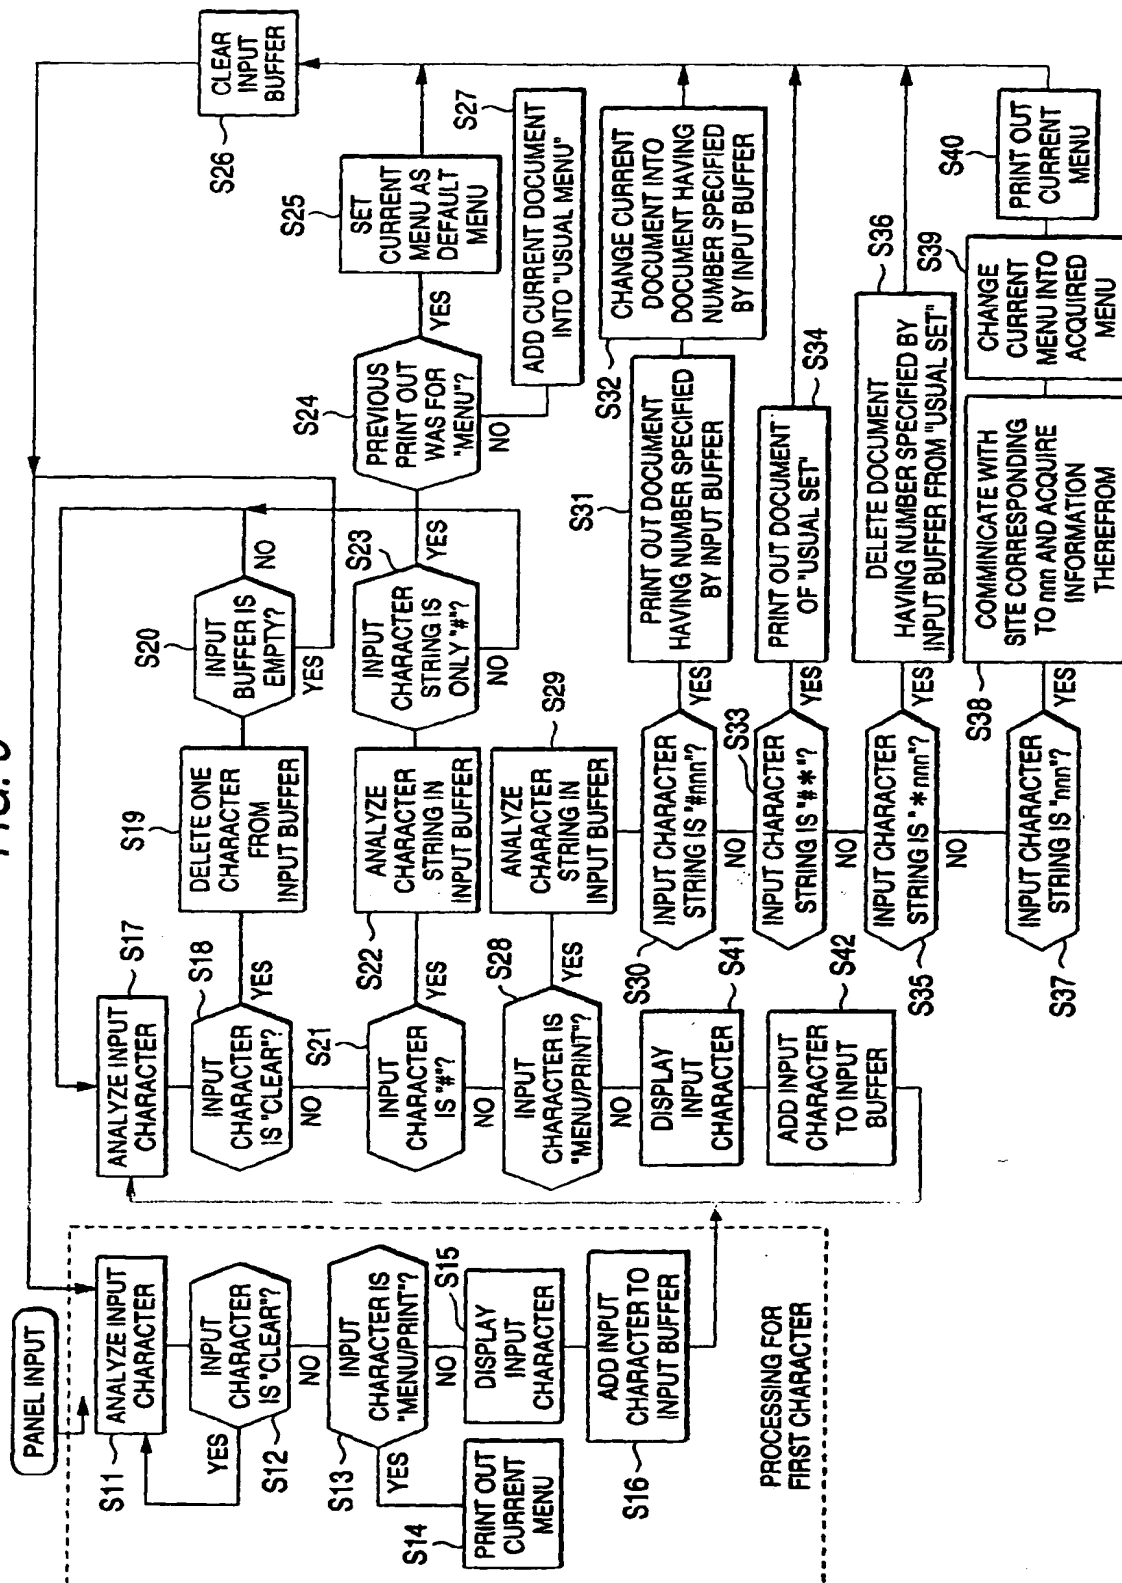 PANEL INPUT
S11
ANALYZE INPUT
CHARACTER
YES
S12
INPUT
CHARACTER
IS "CLEAR"?
NO
S13
INPUT
CHARACTER IS
"MENU/PRINT"?
YES
S14
PRINT OUT
CURRENT
MENU
NO
S15
DISPLAY
INPUT
CHARACTER
S16
ADD INPUT
CHARACTER TO
INPUT BUFFER
PROCESSING FOR
FIRST CHARACTER
S17
ANALYZE INPUT
CHARACTER
S18
INPUT
CHARACTER
IS "CLEAR"?
YES
NO
S19
DELETE ONE
CHARACTER
FROM
INPUT BUFFER
S20
INPUT
BUFFER IS
EMPTY?
NO
YES
S21
INPUT
CHARACTER
IS "#"?
YES
NO
S22
ANALYZE
CHARACTER
STRING IN
INPUT BUFFER
S23
INPUT
CHARACTER
STRING IS
ONLY "#"?
YES
NO
S24
PREVIOUS
PRINT OUT
WAS FOR
"MENU"?
YES
NO
S25
SET
CURRENT
MENU AS
DEFAULT
MENU
S26
CLEAR
INPUT
BUFFER
S27
ADD CURRENT DOCUMENT
INTO "USUAL MENU"
S28
INPUT
CHARACTER IS
"MENU/PRINT"?
YES
NO
S29
ANALYZE
CHARACTER
STRING IN
INPUT BUFFER
S30
INPUT CHARACTER
STRING IS "#nnn"?
YES
NO
S31
PRINT OUT DOCUMENT
HAVING NUMBER SPECIFIED
BY INPUT BUFFER
S32
CHANGE CURRENT
DOCUMENT INTO
DOCUMENT HAVING
NUMBER SPECIFIED
BY INPUT BUFFER
S33
INPUT CHARACTER
STRING IS "#*"?
YES
NO
S34
PRINT OUT DOCUMENT
OF "USUAL SET"
S35
INPUT CHARACTER
STRING IS "*nnn"?
YES
NO
S36
DELETE DOCUMENT
HAVING NUMBER SPECIFIED BY
INPUT BUFFER FROM "USUAL SET"
S37
INPUT CHARACTER
STRING IS "nnn"?
YES
S38
COMMINICATE WITH
SITE CORRESPONDING
TO nnn AND ACQUIRE
INFORMATION
THEREFROM
S39
CHANGE
CURRENT
MENU INTO
ACQUIRED
MENU
S40
PRINT OUT
CURRENT
MENU
S41
DISPLAY
INPUT
CHARACTER
S42
ADD INPUT
CHARACTER
TO INPUT
BUFFER